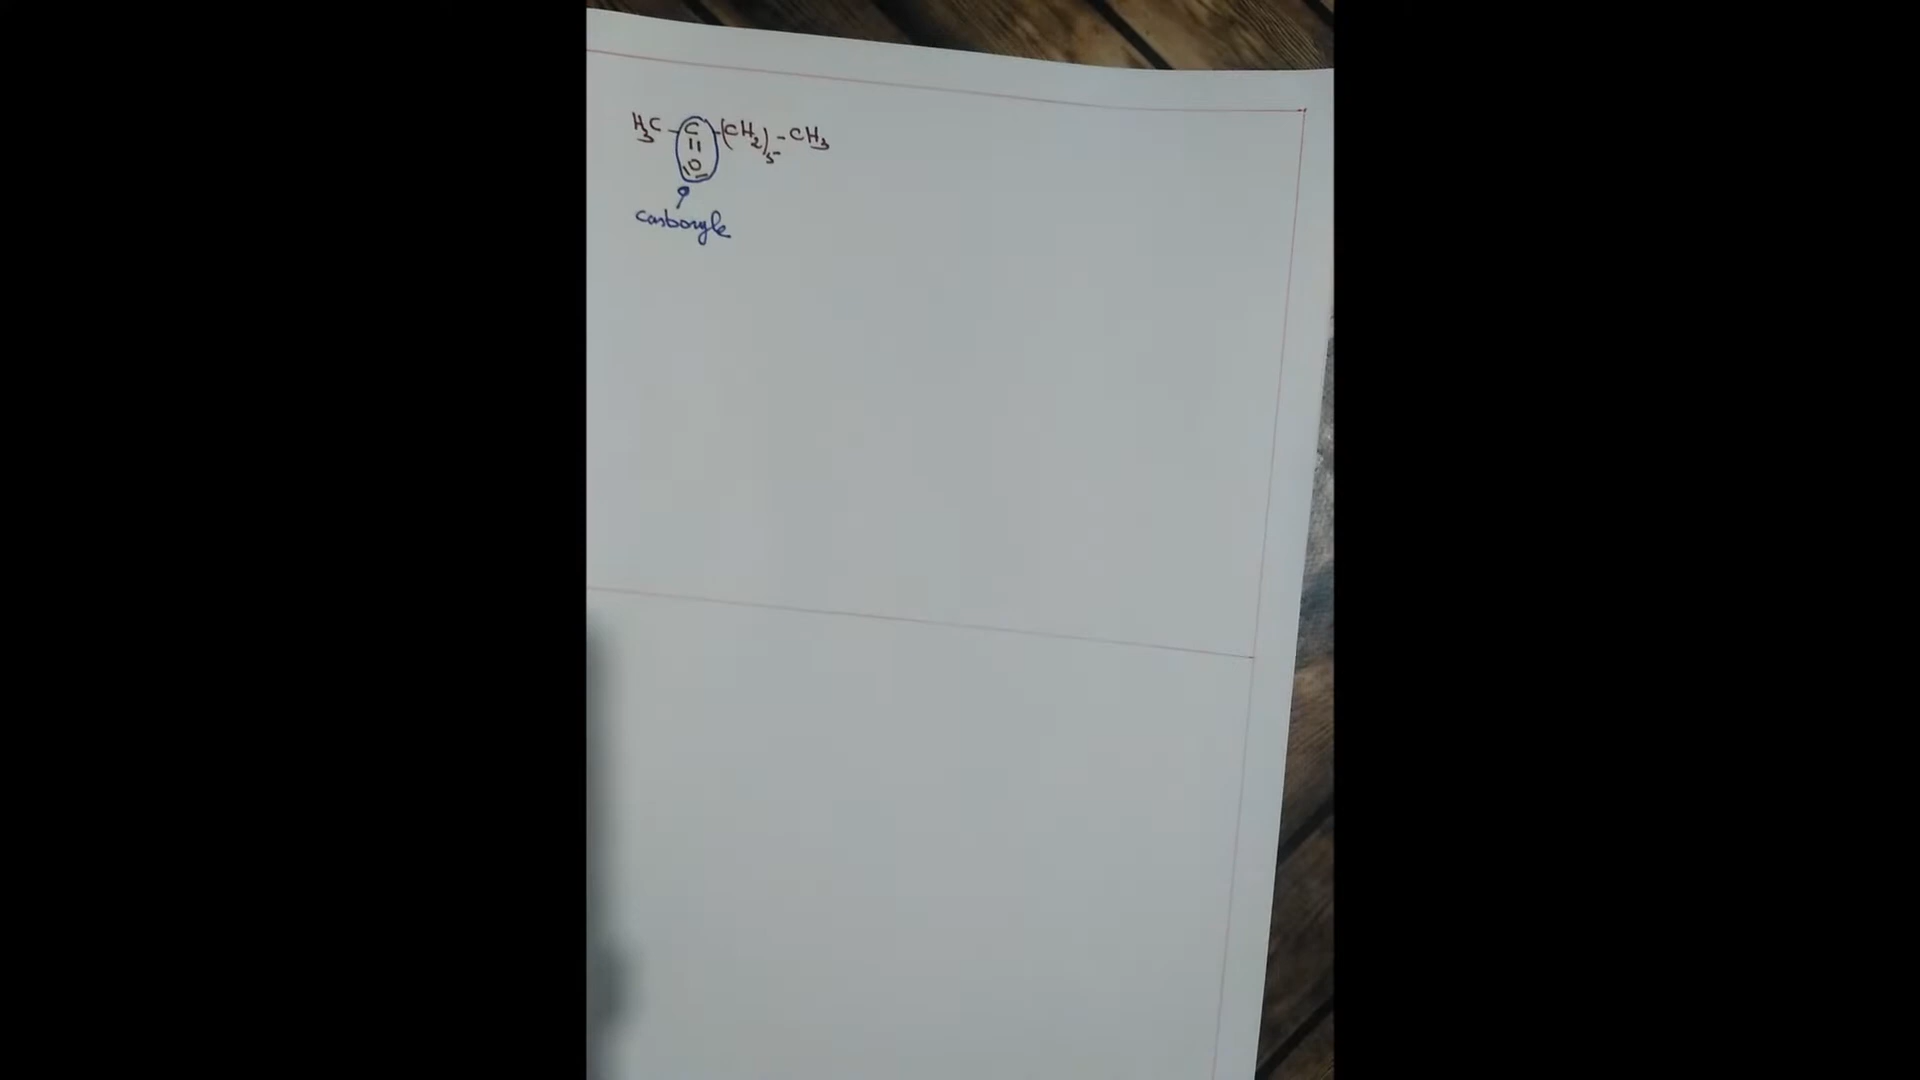 H₃C - C - (CH₂)₅ - CH₃
||
O
carbonyle